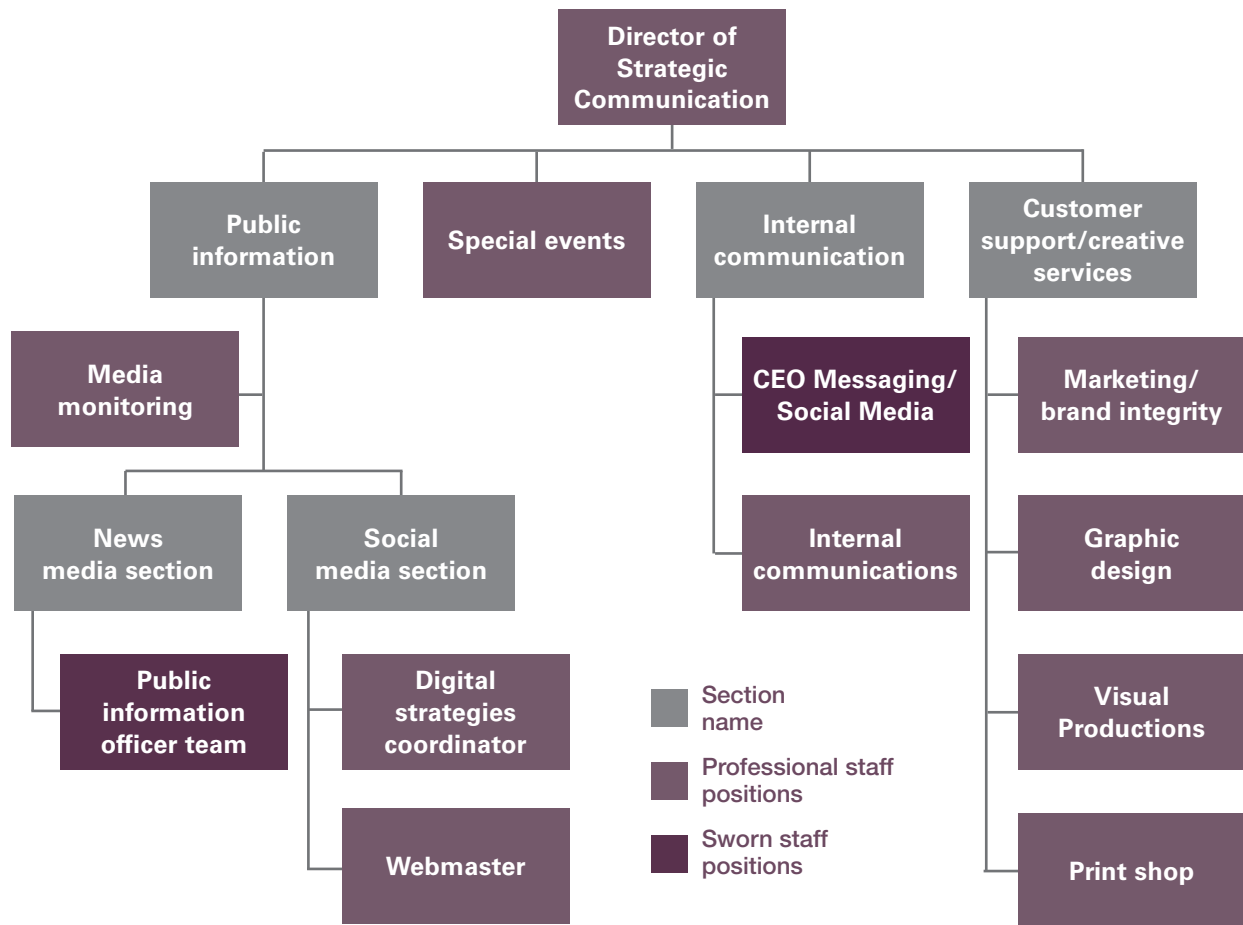 Director of
Strategic
Communication
Public
information
Special events
Internal
communication
Customer
support/creative
services
Media
monitoring
CEO Messaging/
Social Media
Marketing/
brand integrity
News
media section
Social
media section
Internal
communications
Graphic
design
Public
information
officer team
Digital
strategies
coordinator
Visual
Productions
Webmaster
Print shop
Section
name
Professional staff
positions
Sworn staff
positions